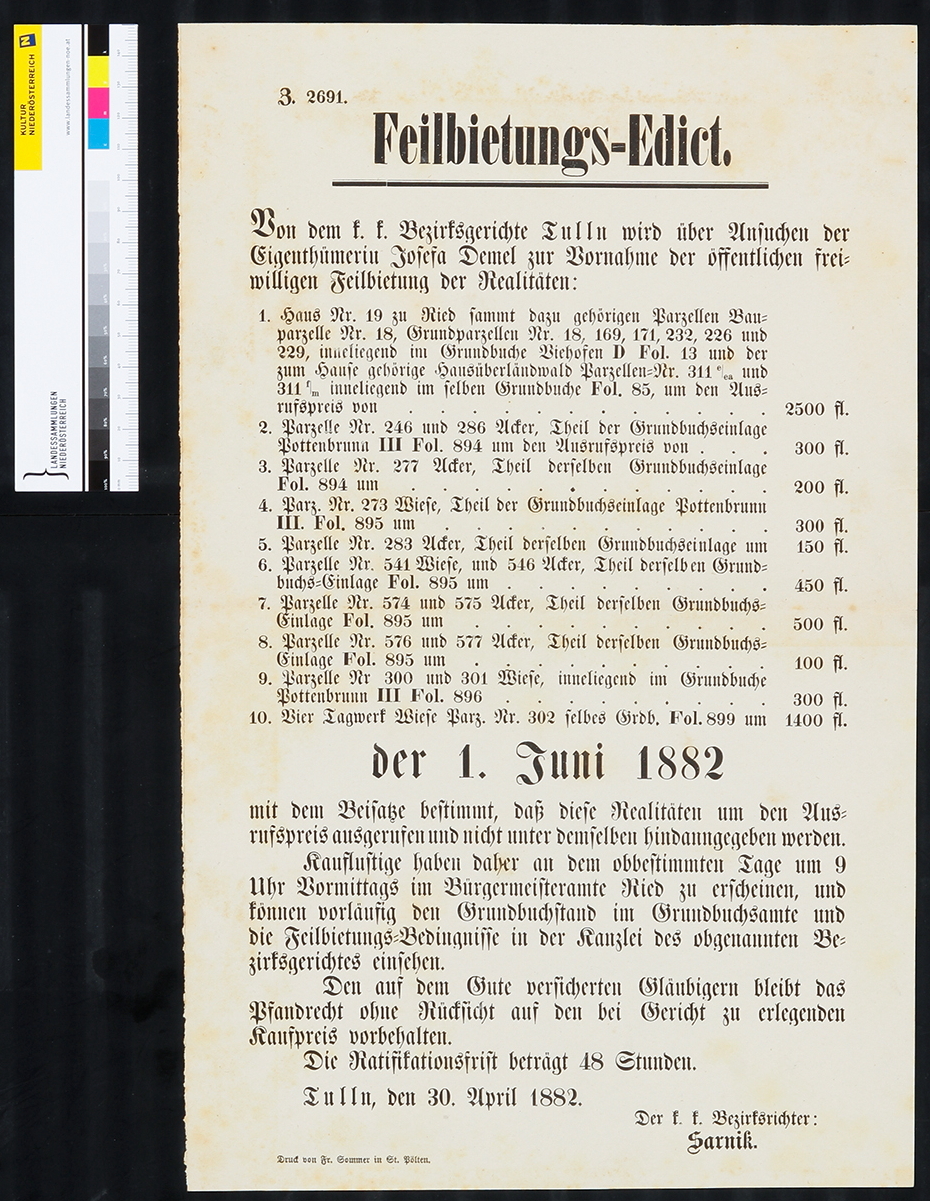 KULTUR
NIEDERÖSTERREICH
www.landessammlungen-noe.at
LANDESSAMMLUNGEN
NIEDERÖSTERREICH
Z. 2691.
Feilbietungs-Edict.
Von dem k. k. Bezirksgerichte Tulln wird über Ansuchen der
Eigenthümerin Josefa Demel zur Vornahme der öffentlichen frei-
willigen Feilbietung der Realitäten:
1. Haus Nr. 19 zu Ried sammt dazu gehörigen Parzellen Bau-
parzelle Nr. 18, Grundparzellen Nr. 18, 169, 171, 232, 226 und
229, inneliegend im Grundbuche Viehofen D Fol. 13 und der
zum Hause gehörige Hausüberländwald Parzellen-Nr. 311 e/ea und
311 f/m inneliegend im selben Grundbuche Fol. 85, um den Aus-
rufspreis von . . . . . . . . . . . . 2500 fl.
2. Parzelle Nr. 246 und 286 Acker, Theil der Grundbuchseinlage
Pottenbrunn III Fol. 894 um den Ausrufspreis von . . . 300 fl.
3. Parzelle Nr. 277 Acker, Theil derselben Grundbuchseinlage
Fol. 894 um . . . . . . . . . . . . 200 fl.
4. Parz. Nr. 273 Wiese, Theil der Grundbuchseinlage Pottenbrunn
III. Fol. 895 um . . . . . . . . . . . 300 fl.
5. Parzelle Nr. 283 Acker, Theil derselben Grundbuchseinlage um 150 fl.
6. Parzelle Nr. 541 Wiese, und 546 Acker, Theil derselben Grund-
buchs-Einlage Fol. 895 um . . . . . . . . . 450 fl.
7. Parzelle Nr. 574 und 575 Acker, Theil derselben Grundbuchs-
Einlage Fol. 895 um . . . . . . . . . . 500 fl.
8. Parzelle Nr. 576 und 577 Acker, Theil derselben Grundbuchs-
Einlage Fol. 895 um . . . . . . . . . . 100 fl.
9. Parzelle Nr 300 und 301 Wiese, inneliegend im Grundbuche
Pottenbrunn III Fol. 896 . . . . . . . . . 300 fl.
10. Vier Tagwerk Wiese Parz. Nr. 302 selbes Grdb. Fol. 899 um 1400 fl.
der 1. Juni 1882
mit dem Beisatze bestimmt, daß diese Realitäten um den Aus-
rufspreis ausgerufen und nicht unter demselben hindanngegeben werden.
Kauflustige haben daher an dem obbestimmten Tage um 9
Uhr Vormittags im Bürgermeisteramte Ried zu erscheinen, und
können vorläufig den Grundbuchstand im Grundbuchsamte und
die Feilbietungs-Bedingnisse in der Kanzlei des obgenannten Be-
zirksgerichtes einsehen.
Den auf dem Gute versicherten Gläubigern bleibt das
Pfandrecht ohne Rücksicht auf den bei Gericht zu erlegenden
Kaufpreis vorbehalten.
Die Ratifikationsfrist beträgt 48 Stunden.
Tulln, den 30. April 1882.
Der k. k. Bezirksrichter:
Sarnik.
Druck von Fr. Sommer in St. Pölten.